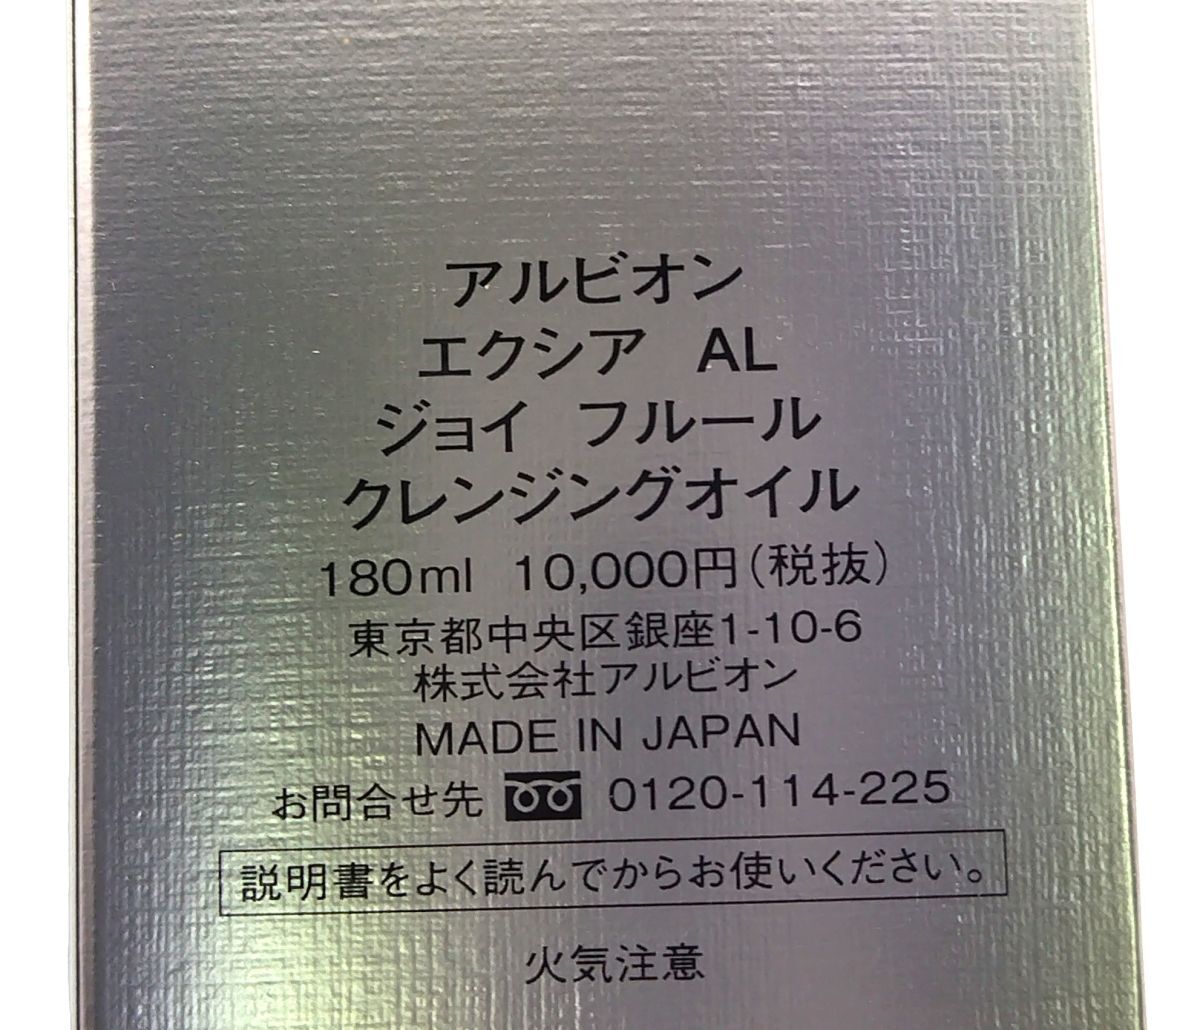 アルビオン
エクシア AL
ジョイ フルール
クレンジングオイル
180ml 10,000円(税抜)
東京都中央区銀座1-10-6
株式会社アルビオン
MADE IN JAPAN
お問合せ先 0120-114-225
説明書をよく読んでからお使いください。
火気注意